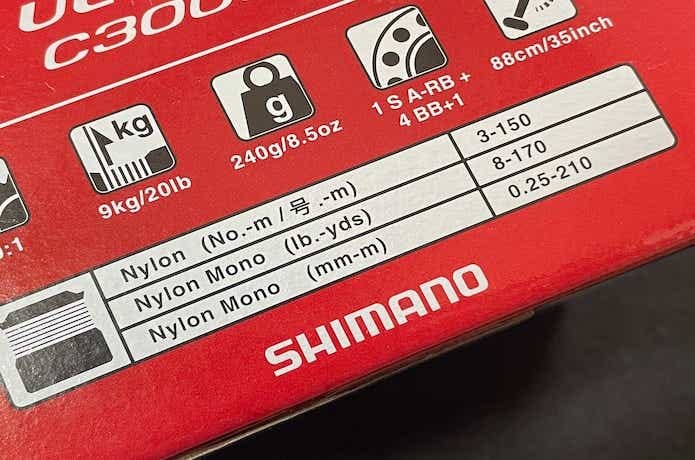 C300
kg
9kg/20lb
g
240g/8.5oz
1 S A-RB +
4 BB+1
88cm/35inch
:1
Nylon (No.-m / 号.-m) 3-150
Nylon Mono (lb.-yds) 8-170
Nylon Mono (mm-m) 0.25-210
SHIMANO